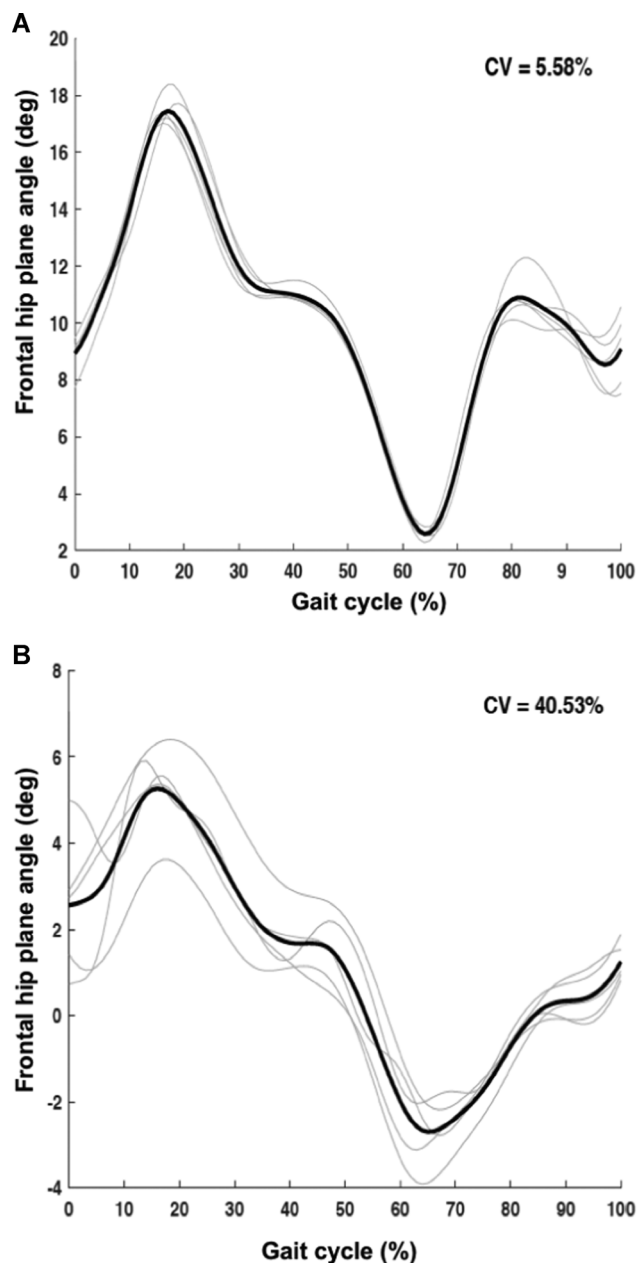 A
20
CV = 5.58%
18
16
14
12
10
8
6
4
2
Frontal hip plane angle (deg)
0 10 20 30 40 50 60 70 80 9 100
Gait cycle (%)
B
8
CV = 40.53%
6
4
2
0
-2
-4
Frontal hip plane angle (deg)
0 10 20 30 40 50 60 70 80 90 100
Gait cycle (%)